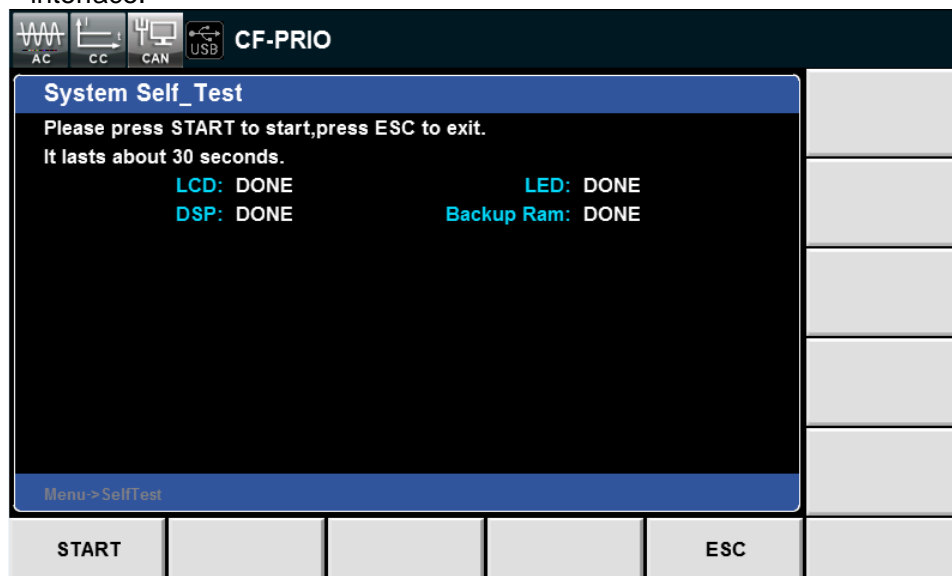 interface.
AC CC CAN USB CF-PRIO
System Self_Test
Please press START to start,press ESC to exit.
It lasts about 30 seconds.
LCD: DONE LED: DONE
DSP: DONE Backup Ram: DONE
Menu->SelfTest
START ESC